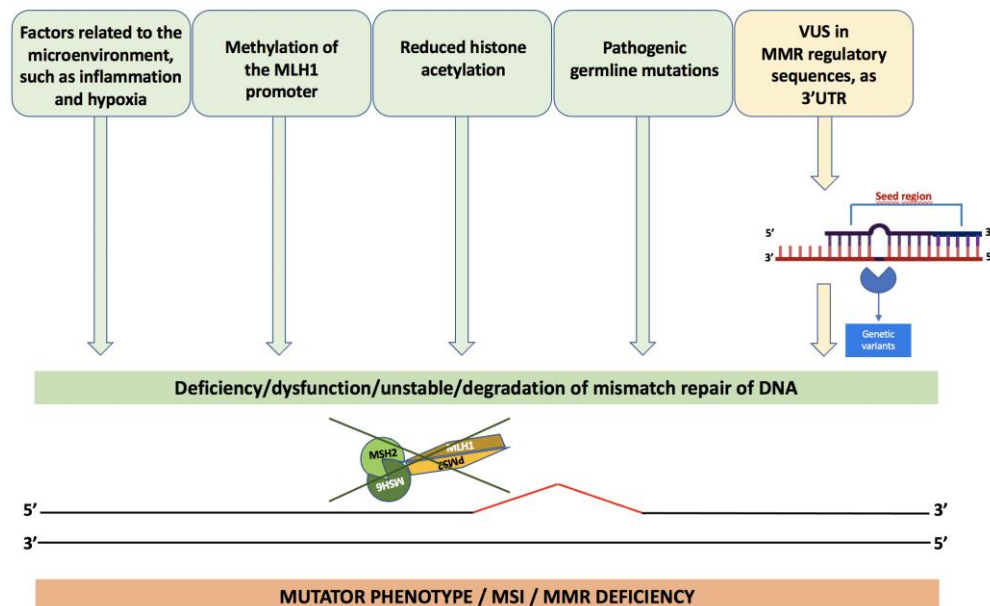 Factors related to the
microenvironment,
such as inflammation
and hypoxia
Methylation of
the MLH1
promoter
Reduced histone
acetylation
Pathogenic
germline mutations
VUS in
MMR regulatory
sequences, as
3'UTR
Seed region
5'
3'
3'
5'
Genetic
variants
Deficiency/dysfunction/unstable/degradation of mismatch repair of DNA
MSH2
MLH1
PMS2
MSH6
5'
3'
3'
5'
MUTATOR PHENOTYPE / MSI / MMR DEFICIENCY